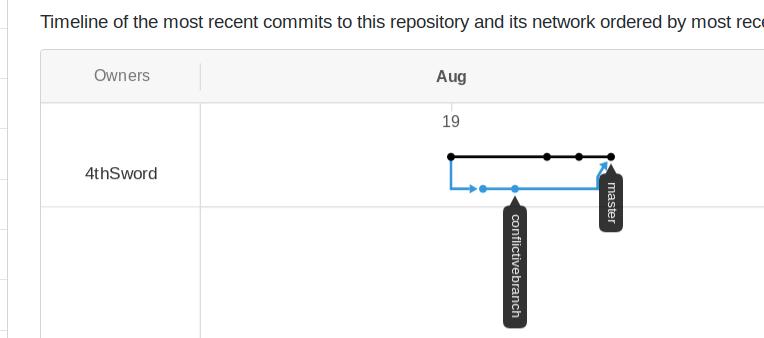 Timeline of the most recent commits to this repository and its network ordered by most rece
Owners
Aug
19
4thSword
master
conflictivebranch